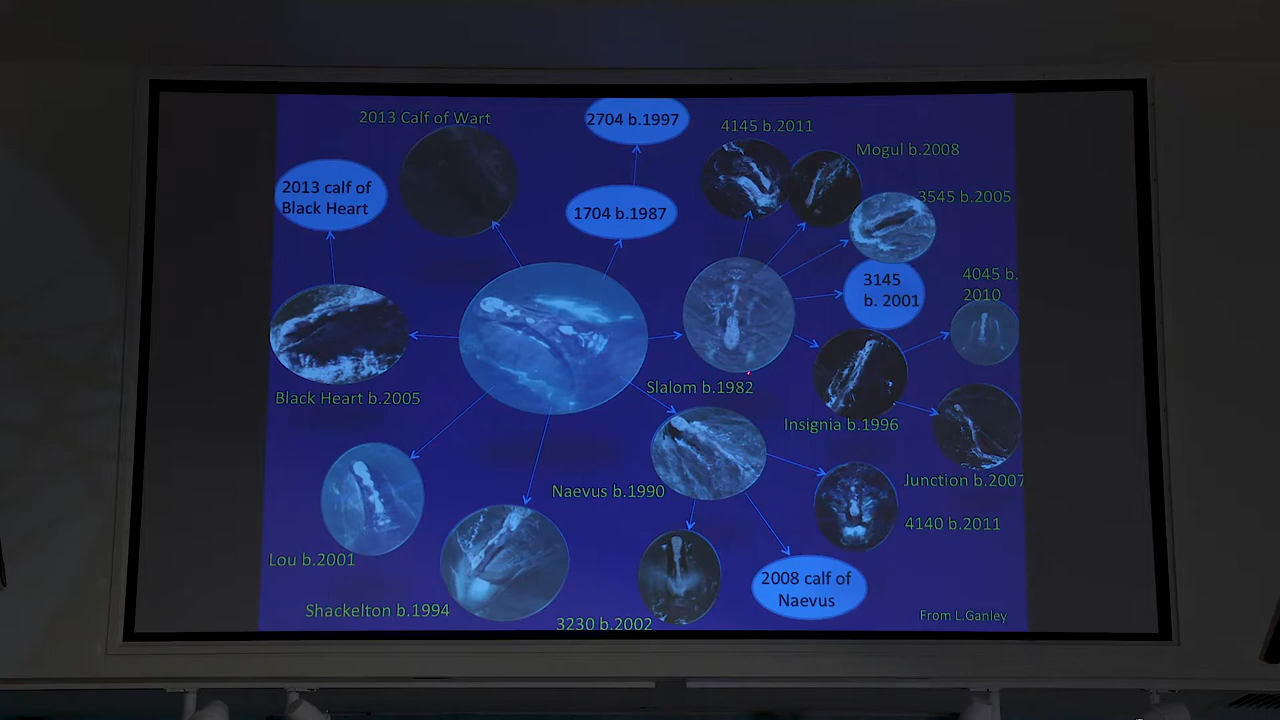 2013 Calf of Wart
2704 b.1997
4145 b.2011
Mogul b.2008
2013 calf of
Black Heart
1704 b.1987
3545 b.2005
3145
b. 2001
4045 b.
2010
Black Heart b.2005
Slalom b.1982
Insignia b.1996
Naevus b.1990
Junction b.2007
4140 b.2011
Lou b.2001
Shackelton b.1994
3230 b.2002
2008 calf of
Naevus
From L.Ganley